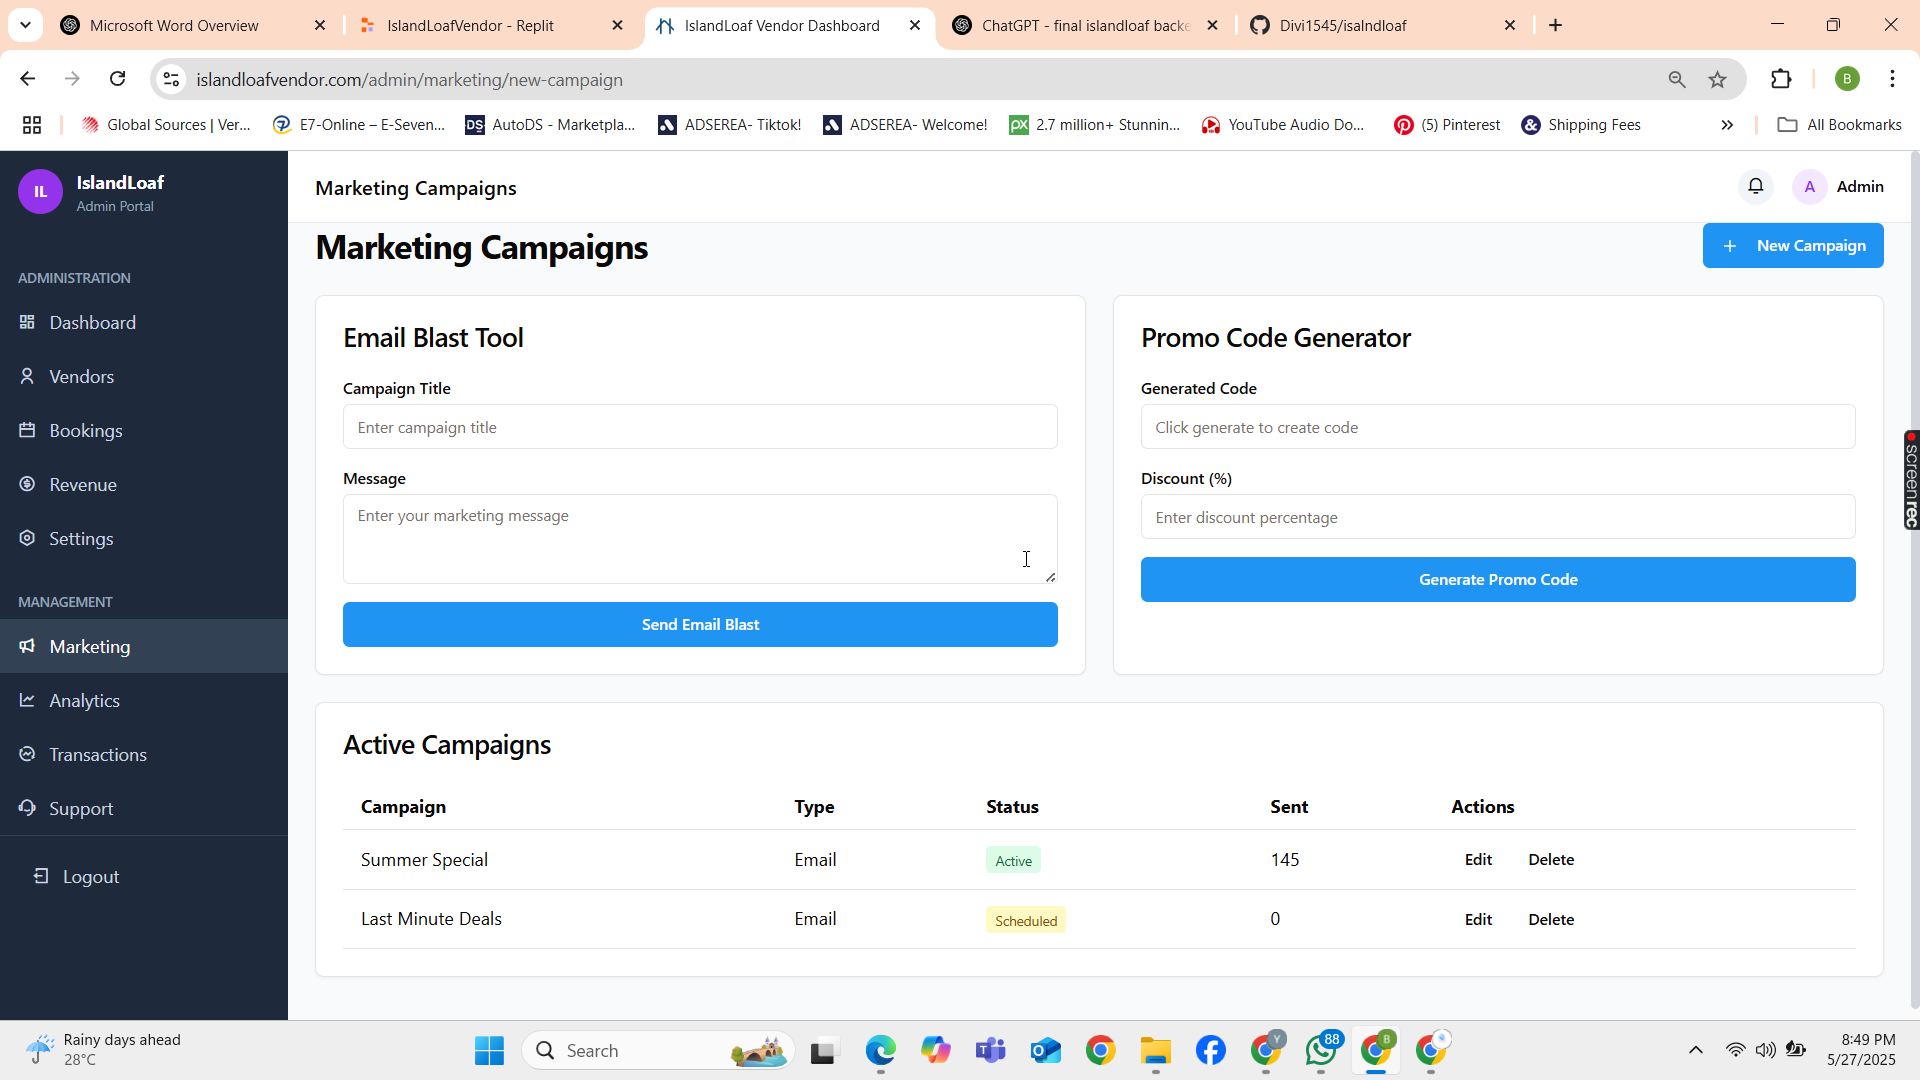 Microsoft Word Overview
IslandLoafVendor - Replit
IslandLoaf Vendor Dashboard
ChatGPT - final islandloaf backe
Divi1545/isalndloaf
islandloafvendor.com/admin/marketing/new-campaign
B
Global Sources | Ver...
E7-Online – E-Seven...
DS
AutoDS - Marketpla...
ADSEREA- Tiktok!
ADSEREA- Welcome!
px
2.7 million+ Stunnin...
YouTube Audio Do...
(5) Pinterest
Shipping Fees
All Bookmarks
IL
IslandLoaf
Admin Portal
ADMINISTRATION
Dashboard
Vendors
Bookings
Revenue
Settings
MANAGEMENT
Marketing
Analytics
Transactions
Support
Logout
Marketing Campaigns
A
Admin
Marketing Campaigns
+ New Campaign
Email Blast Tool
Campaign Title
Enter campaign title
Message
Enter your marketing message
Send Email Blast
Promo Code Generator
Generated Code
Click generate to create code
Discount (%)
Enter discount percentage
Generate Promo Code
Active Campaigns
Campaign Type Status Sent Actions
Summer Special Email Active 145 Edit Delete
Last Minute Deals Email Scheduled 0 Edit Delete
screenrec
Rainy days ahead
28°C
Search
Y
88
B
8:49 PM
5/27/2025